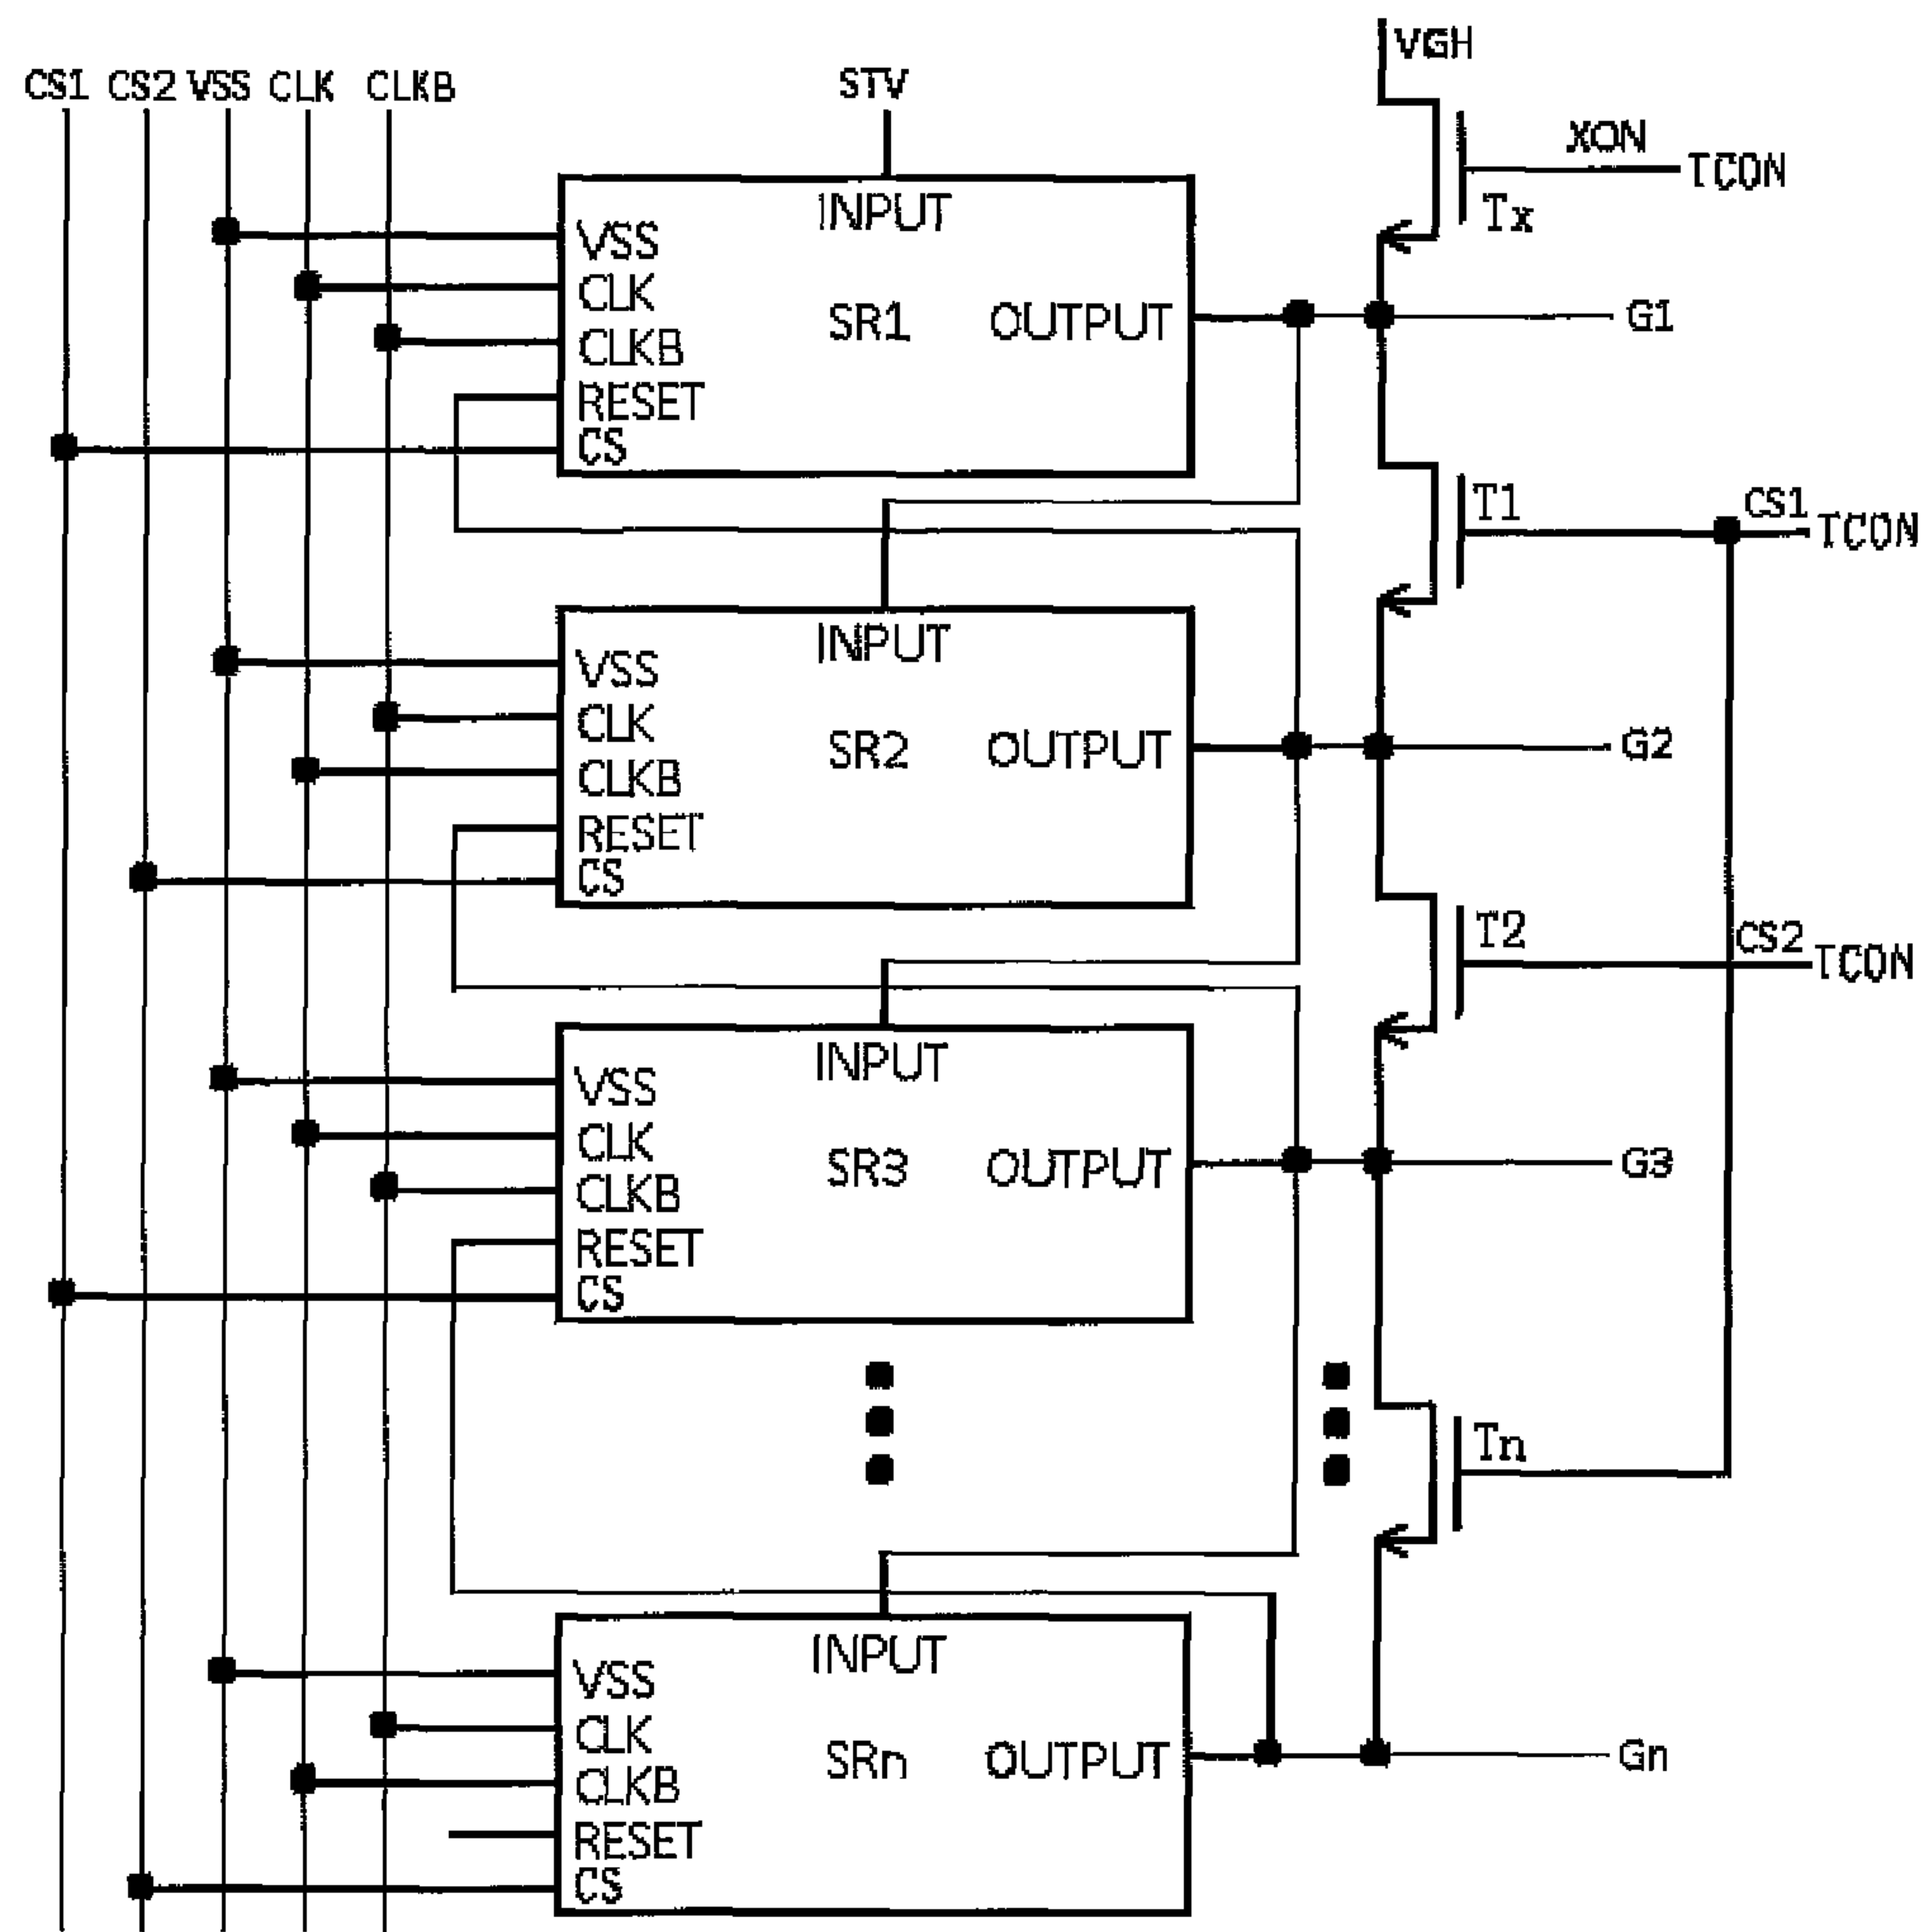 VGH
CS1 CS2 VSS CLK CLKB
STV
XON
TCON
Tx
INPUT
VSS
CLK
CLKB
RESET
CS
SR1
OUTPUT
G1
T1
CS1
TCON
INPUT
VSS
CLK
CLKB
RESET
CS
SR2
OUTPUT
G2
T2
CS2
TCON
INPUT
VSS
CLK
CLKB
RESET
CS
SR3
OUTPUT
G3
Tn
INPUT
VSS
CLK
CLKB
RESET
CS
SRn
OUTPUT
Gn